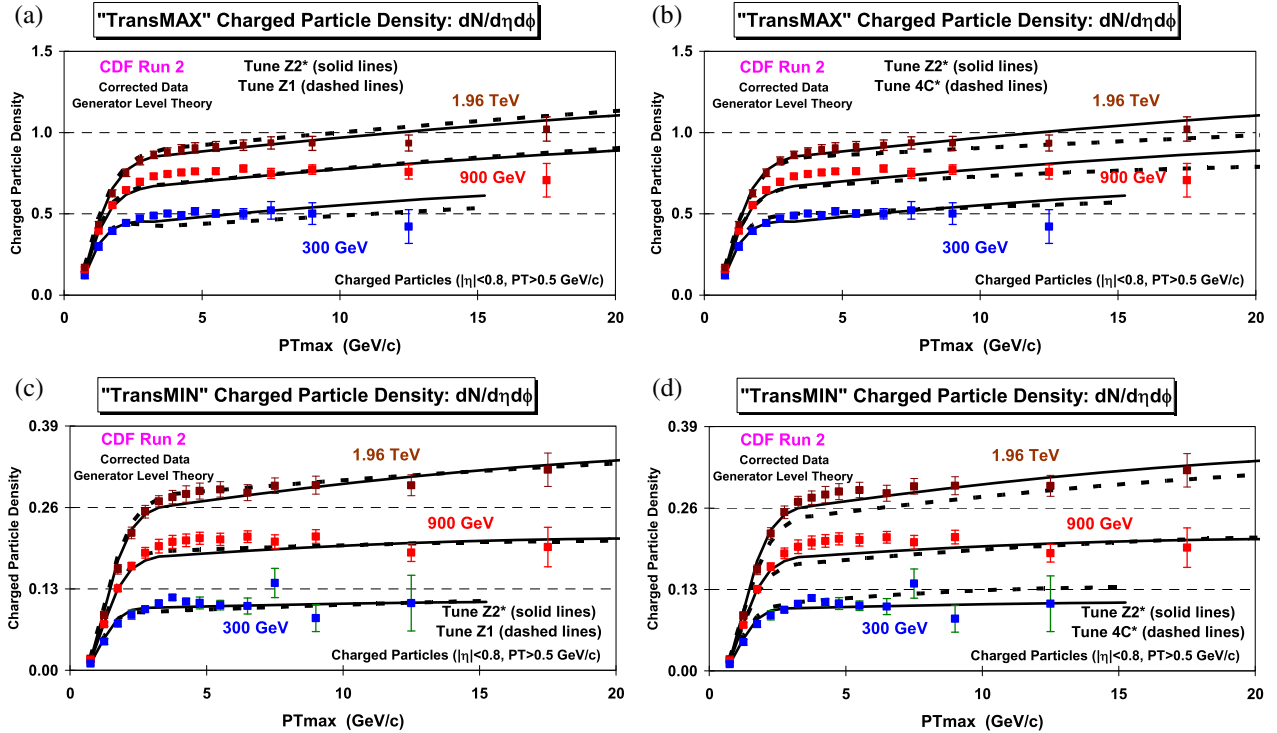 (a)
"TransMAX" Charged Particle Density: dN/dηdϕ
1.5
1.0
0.5
0.0
Charged Particle Density
CDF Run 2
Corrected Data
Generator Level Theory
Tune Z2* (solid lines)
Tune Z1 (dashed lines)
1.96 TeV
900 GeV
300 GeV
Charged Particles (|η|<0.8, PT>0.5 GeV/c)
0 5 10 15 20
PTmax (GeV/c)
(b)
"TransMAX" Charged Particle Density: dN/dηdϕ
1.5
1.0
0.5
0.0
Charged Particle Density
CDF Run 2
Corrected Data
Generator Level Theory
Tune Z2* (solid lines)
Tune 4C* (dashed lines)
1.96 TeV
900 GeV
300 GeV
Charged Particles (|η|<0.8, PT>0.5 GeV/c)
0 5 10 15 20
PTmax (GeV/c)
(c)
"TransMIN" Charged Particle Density: dN/dηdϕ
0.39
0.26
0.13
0.00
Charged Particle Density
CDF Run 2
Corrected Data
Generator Level Theory
1.96 TeV
900 GeV
300 GeV
Tune Z2* (solid lines)
Tune Z1 (dashed lines)
Charged Particles (|η|<0.8, PT>0.5 GeV/c)
0 5 10 15 20
PTmax (GeV/c)
(d)
"TransMIN" Charged Particle Density: dN/dηdϕ
0.39
0.26
0.13
0.00
Charged Particle Density
CDF Run 2
Corrected Data
Generator Level Theory
1.96 TeV
900 GeV
300 GeV
Tune Z2* (solid lines)
Tune 4C* (dashed lines)
Charged Particles (|η|<0.8, PT>0.5 GeV/c)
0 5 10 15 20
PTmax (GeV/c)